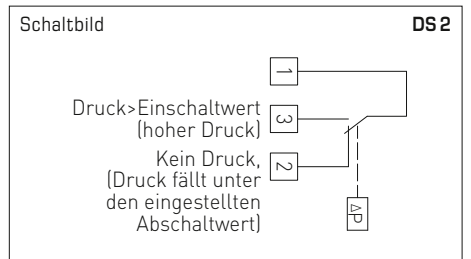 Schaltbild
DS 2
1
Druck>Einschaltwert
(hoher Druck)
3
Kein Druck,
(Druck fällt unter
den eingestellten
Abschaltwert)
2
ΔP